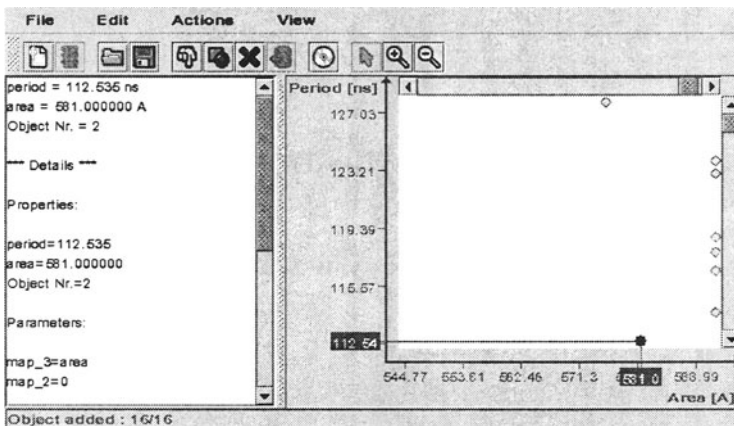 File Edit Actions View
period = 112.535 ns
area = 581.000000 A
Object Nr. = 2
*** Details ***
Properties:
period=112.535
area=581.000000
Object Nr.=2
Parameters:
map_3=area
map_2=0
Object added : 16/16
Period [ns]
127.03
123.21
119.39
115.57
112.54
544.77 553.61 562.46 571.3 581.0 588.99
Area [A]